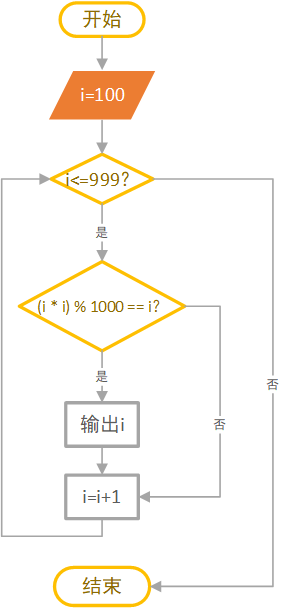 开始
i=100
i<=999?
是
(i * i) % 1000 == i?
是
否
否
输出i
i=i+1
结束